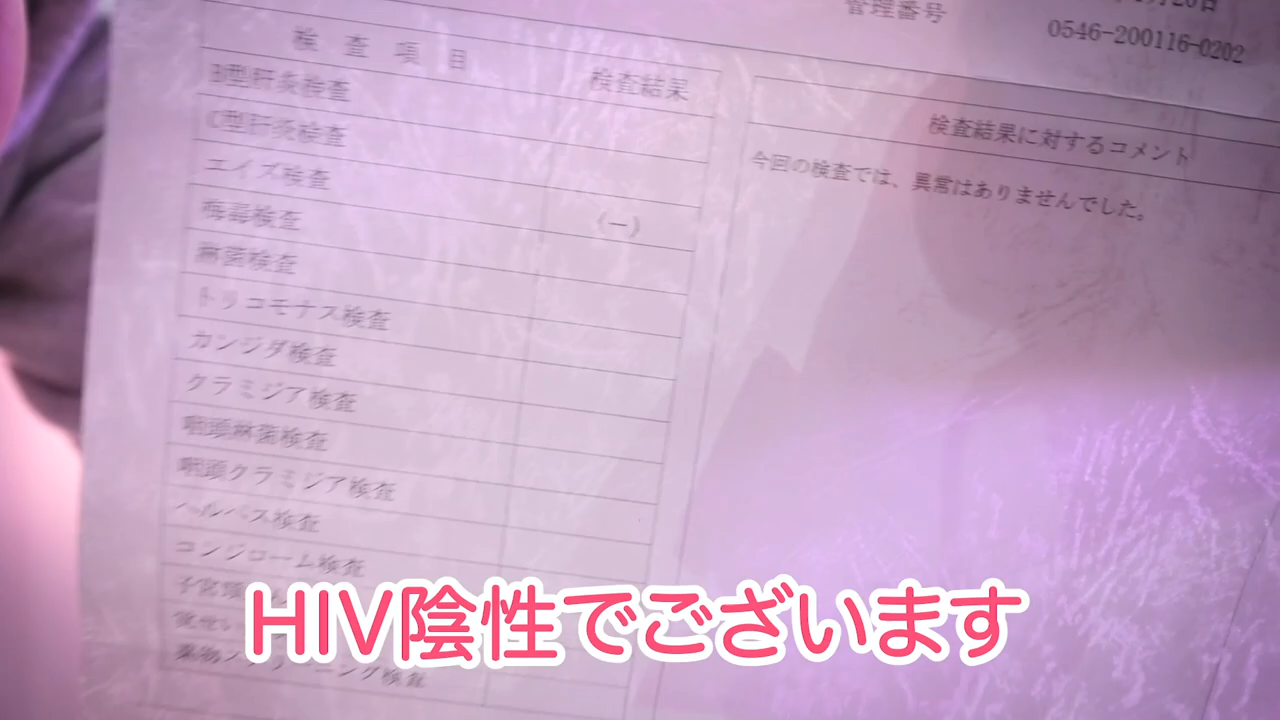 管理番号
0546-200116-0202
検査項目 検査結果
B型肝炎検査
C型肝炎検査
エイズ検査 (−)
梅毒検査
淋菌検査
トリコモナス検査
カンジダ検査
クラミジア検査
咽頭淋菌検査
咽頭クラミジア検査
ヘルペス検査
コンジローム検査
検査結果に対するコメント
今回の検査では、異常はありませんでした。
HIV陰性でございます